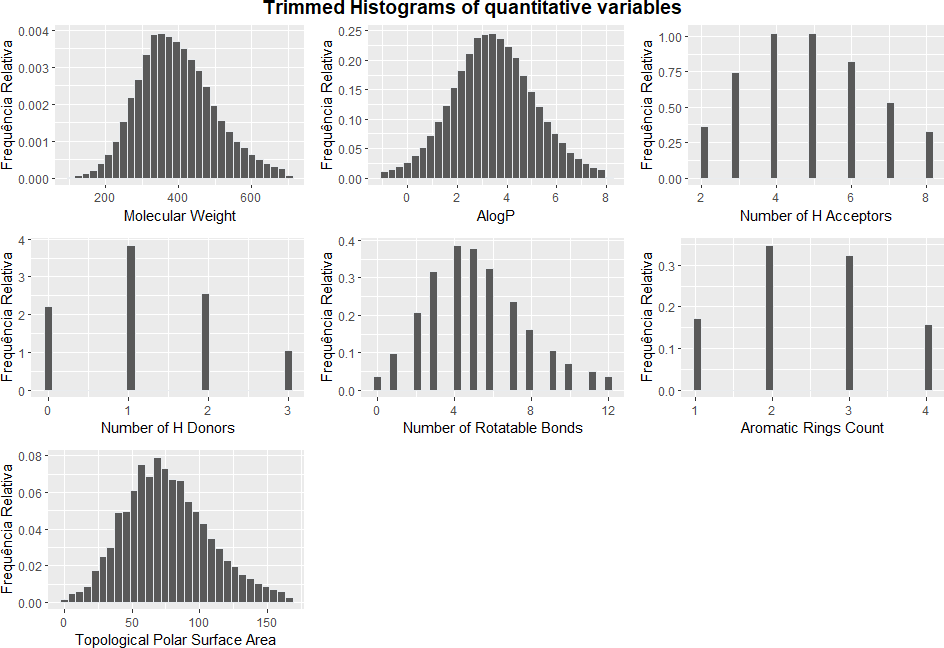 Trimmed Histograms of quantitative variables
Frequência Relativa
0.004
0.003
0.002
0.001
0.000
200 400 600
Molecular Weight
Frequência Relativa
0.25
0.20
0.15
0.10
0.05
0.00
0 2 4 6 8
AlogP
Frequência Relativa
1.00
0.75
0.50
0.25
0.00
2 4 6 8
Number of H Acceptors
Frequência Relativa
4
3
2
1
0
0 1 2 3
Number of H Donors
Frequência Relativa
0.4
0.3
0.2
0.1
0.0
0 4 8 12
Number of Rotatable Bonds
Frequência Relativa
0.3
0.2
0.1
0.0
1 2 3 4
Aromatic Rings Count
Frequência Relativa
0.08
0.06
0.04
0.02
0.00
0 50 100 150
Topological Polar Surface Area